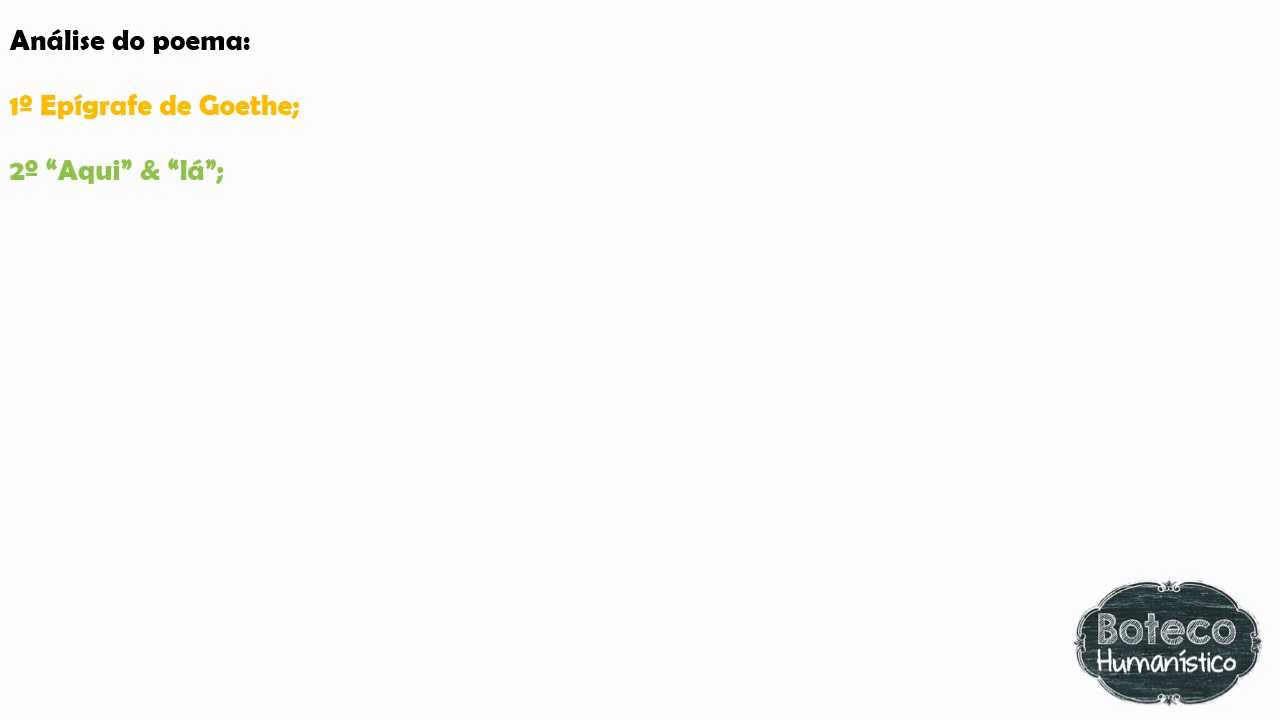 Análise do poema:
1º Epígrafe de Goethe;
2º “Aqui” & “lá”;
Boteco
Humanístico